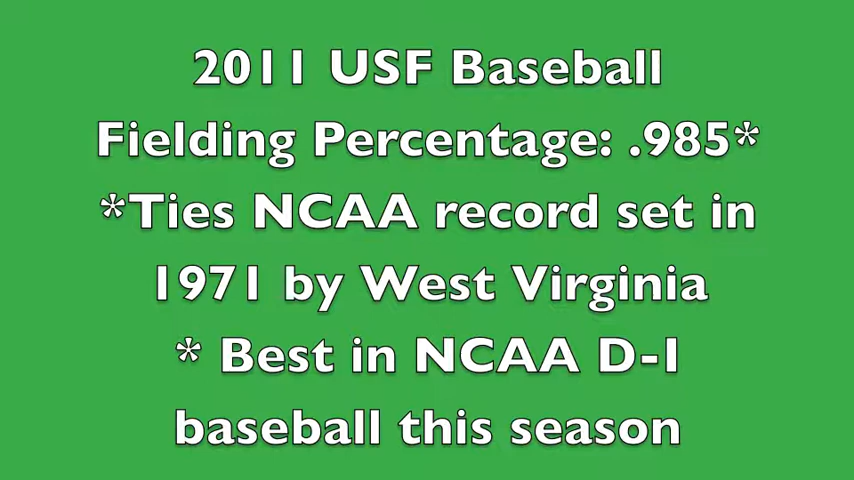 2011 USF Baseball
Fielding Percentage: .985*
*Ties NCAA record set in
1971 by West Virginia
* Best in NCAA D-I
baseball this season